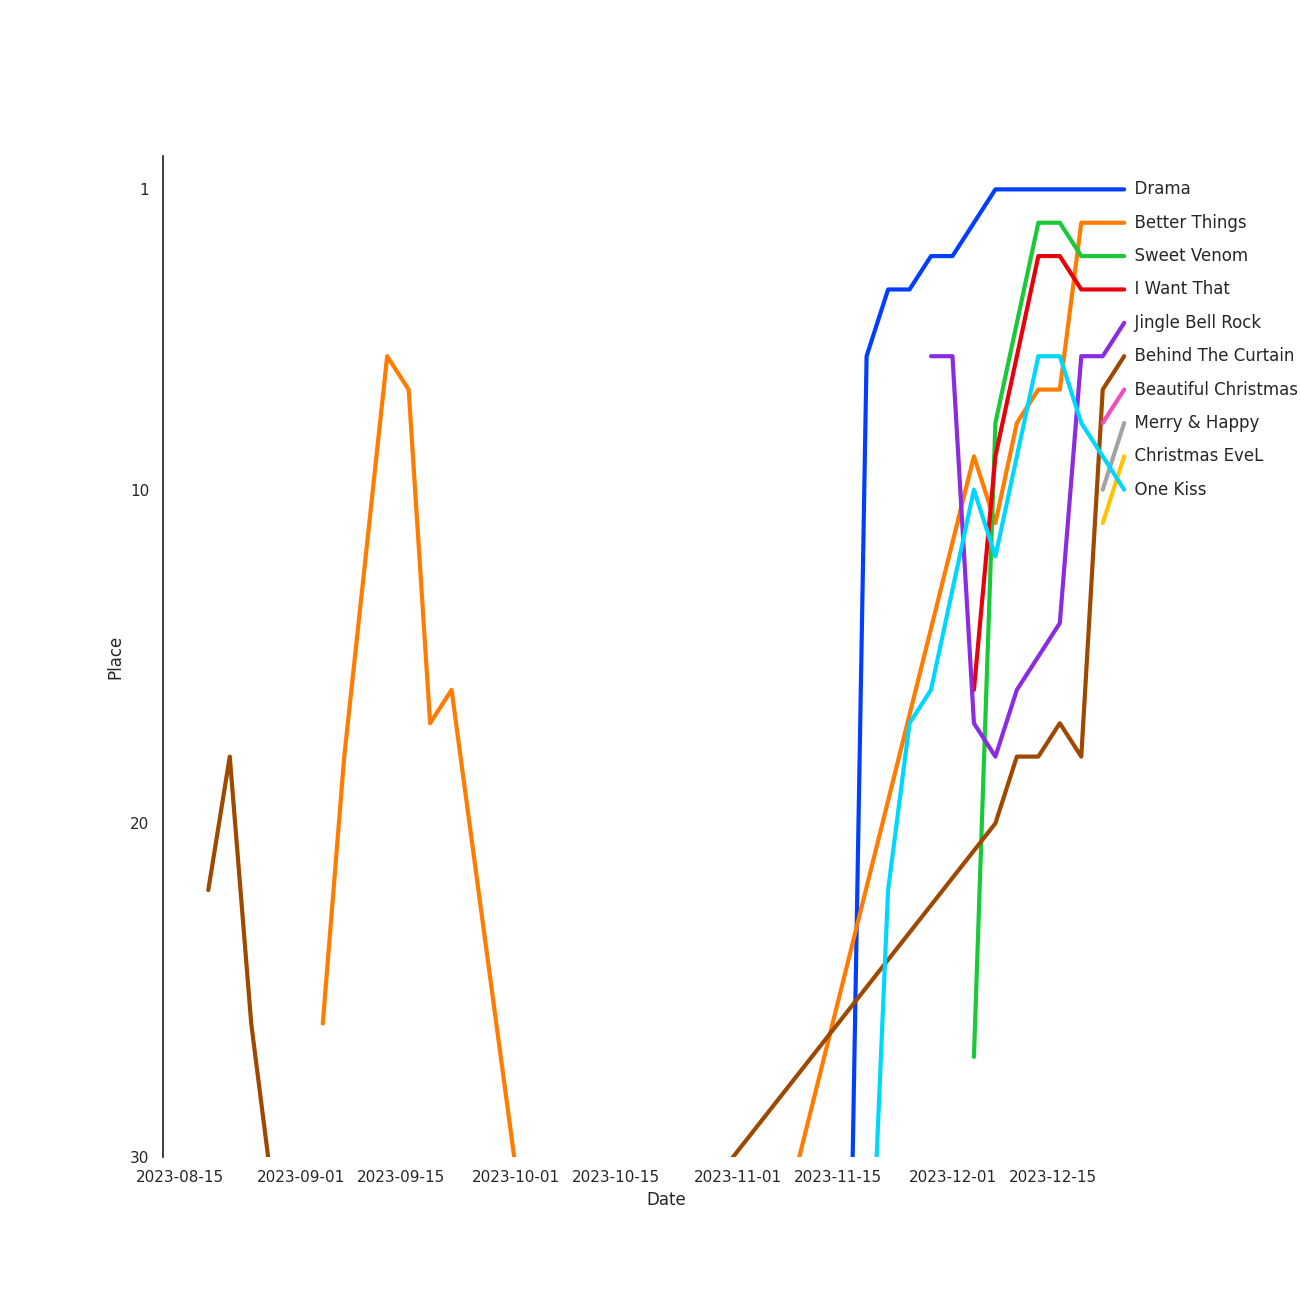 1
10
20
30
Place
2023-08-15
2023-09-01
2023-09-15
2023-10-01
2023-10-15
2023-11-01
2023-11-15
2023-12-01
2023-12-15
Date
Drama
Better Things
Sweet Venom
I Want That
Jingle Bell Rock
Behind The Curtain
Beautiful Christmas
Merry & Happy
Christmas EveL
One Kiss